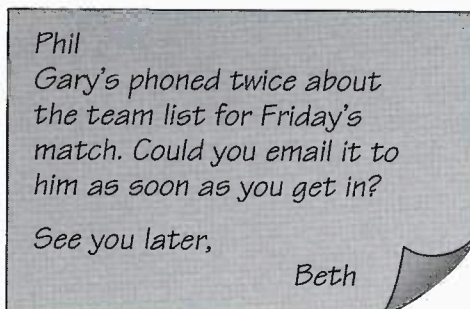 Phil
Gary's phoned twice about
the team list for Friday's
match. Could you email it to
him as soon as you get in?
See you later,
Beth